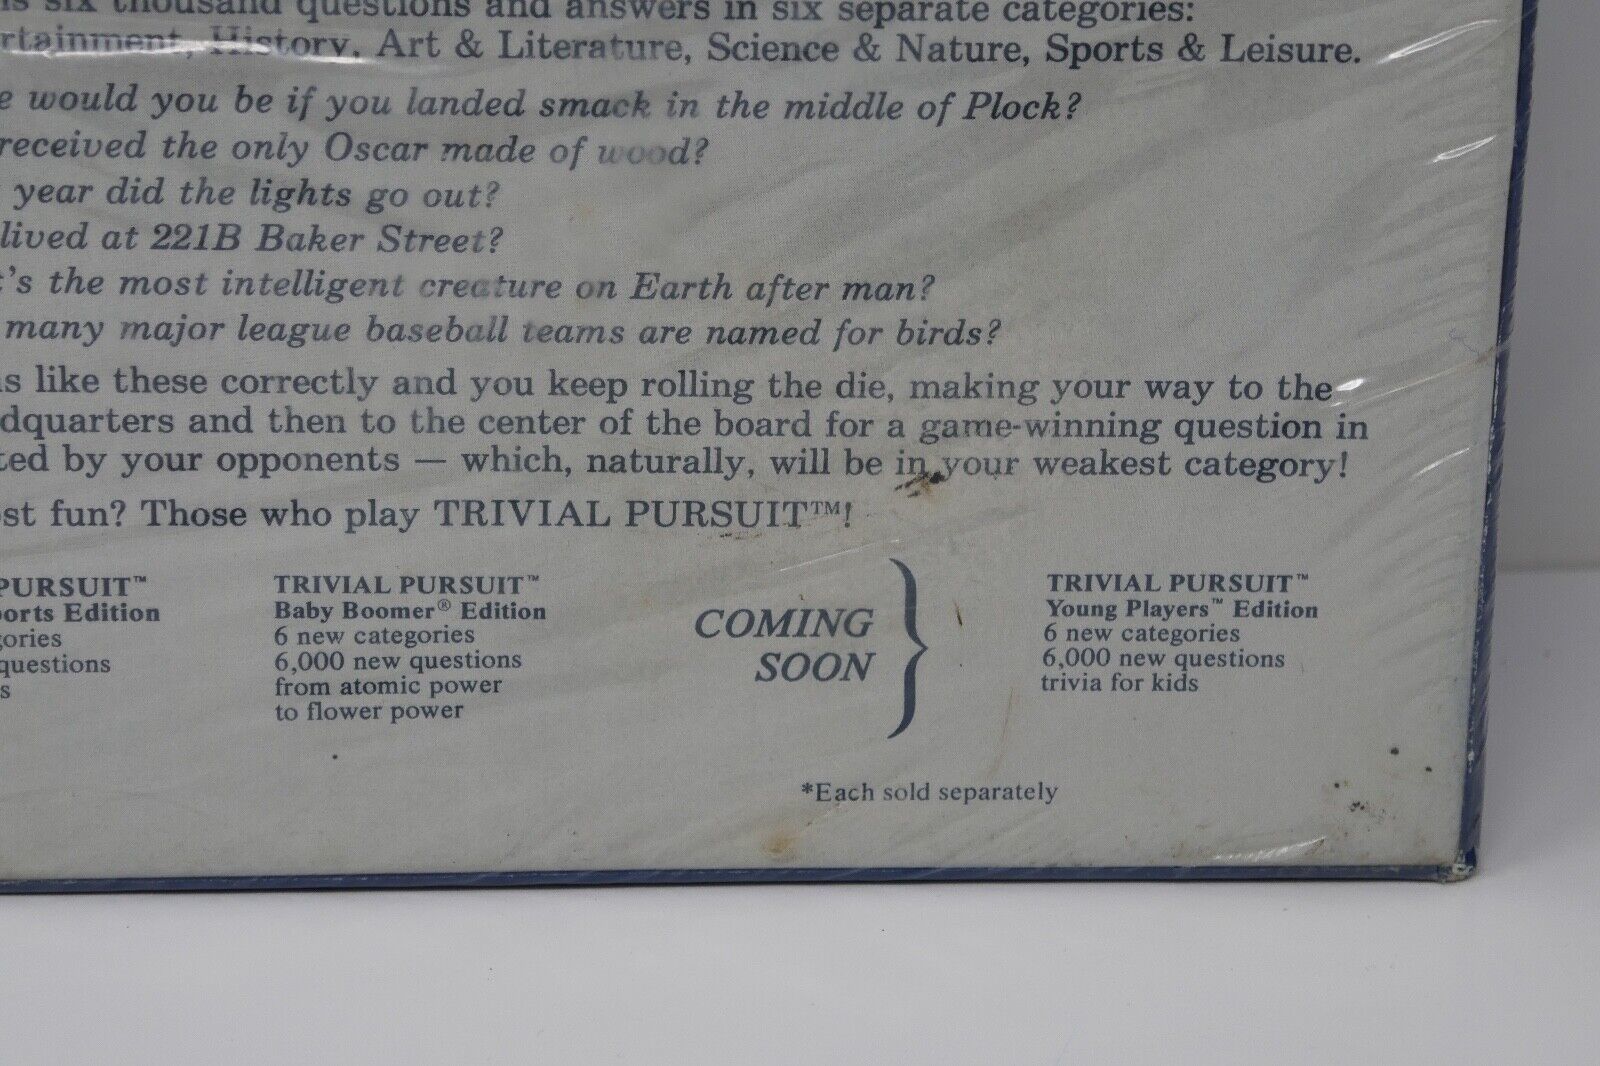 six thousand questions and answers in six separate categories:
rtainment, History, Art & Literature, Science & Nature, Sports & Leisure.
e would you be if you landed smack in the middle of Plock?
received the only Oscar made of wood?
year did the lights go out?
lived at 221B Baker Street?
t's the most intelligent creature on Earth after man?
many major league baseball teams are named for birds?
ns like these correctly and you keep rolling the die, making your way to the
dquarters and then to the center of the board for a game-winning question in
ted by your opponents — which, naturally, will be in your weakest category!
ost fun? Those who play TRIVIAL PURSUIT™!
PURSUIT™
ports Edition
gories
questions
s
TRIVIAL PURSUIT™
Baby Boomer® Edition
6 new categories
6,000 new questions
from atomic power
to flower power
COMING
SOON
TRIVIAL PURSUIT™
Young Players™ Edition
6 new categories
6,000 new questions
trivia for kids
*Each sold separately